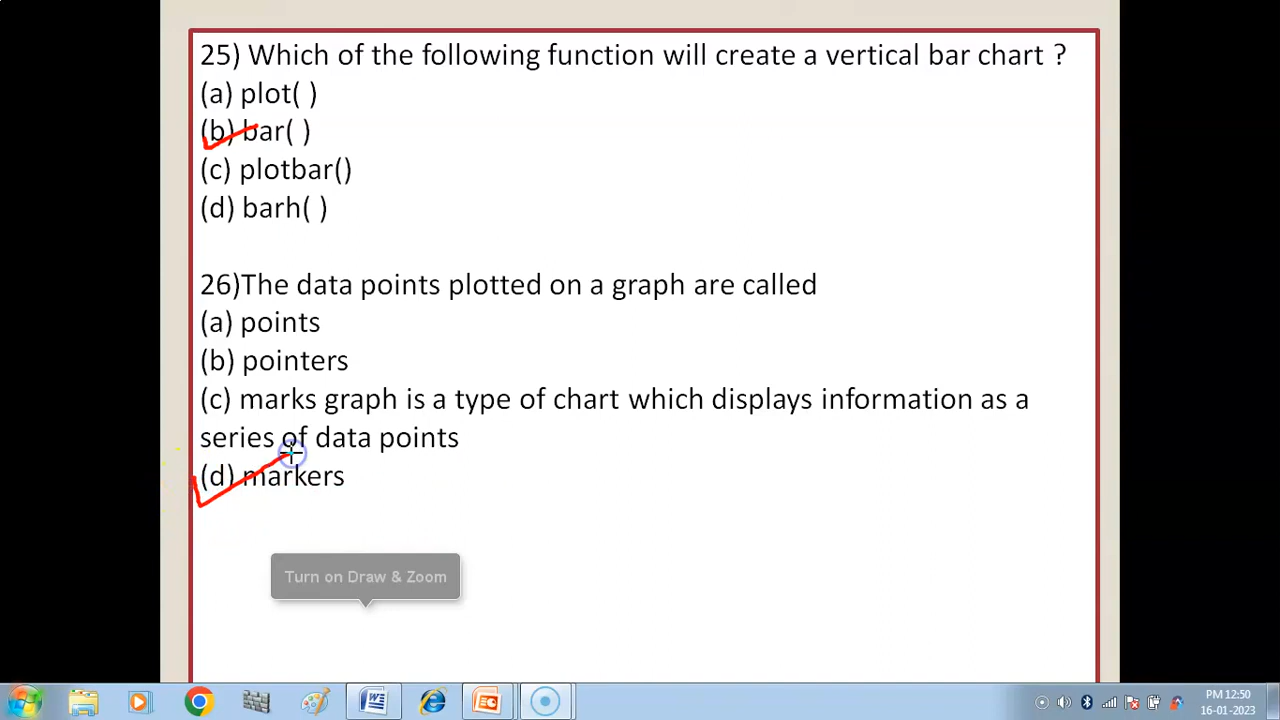 25) Which of the following function will create a vertical bar chart ?
(a) plot( )
(b) bar( )
(c) plotbar()
(d) barh( )
26)The data points plotted on a graph are called
(a) points
(b) pointers
(c) marks graph is a type of chart which displays information as a
series of data points
(d) markers
Turn on Draw & Zoom
PM 12:50
16-01-2023